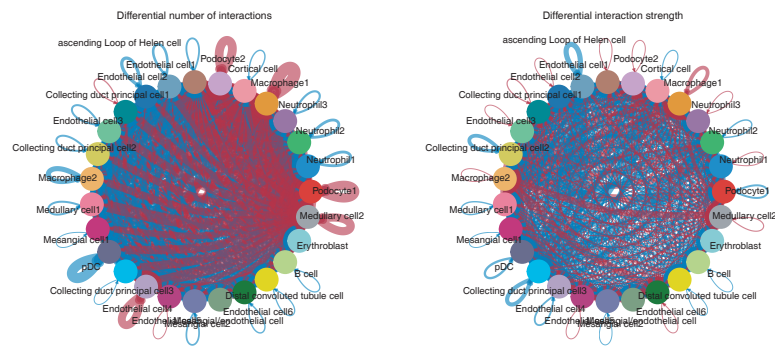 Differential number of interactions
ascending Loop of Helen cell
Endothelial cell1
Podocyte2
Endothelial cell2
Cortical cell
Collecting duct principal cell1
Macrophage1
Endothelial cell3
Neutrophil3
Collecting duct principal cell2
Neutrophil2
Macrophage2
Neutrophil1
Medullary cell1
Podocyte1
Mesangial cell1
Medullary cell2
pDC
Erythroblast
Collecting duct principal cell3
B cell
Distal convoluted tubule cell
Endothelial cell6
Mesangial cell2
Differential interaction strength
ascending Loop of Helen cell
Endothelial cell1
Podocyte2
Endothelial cell2
Cortical cell
Collecting duct principal cell1
Macrophage1
Endothelial cell3
Neutrophil3
Collecting duct principal cell2
Neutrophil2
Macrophage2
Neutrophil1
Medullary cell1
Podocyte1
Mesangial cell1
Medullary cell2
pDC
Erythroblast
Collecting duct principal cell3
B cell
Distal convoluted tubule cell
Endothelial cell6
Mesangial cell2